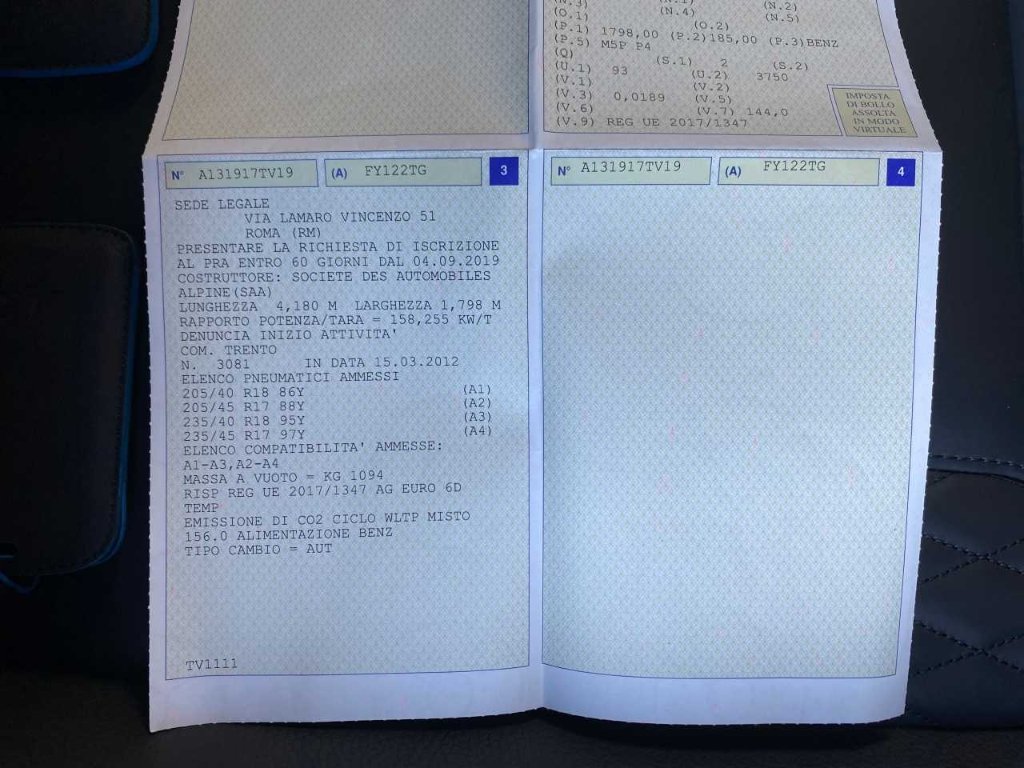 (N.3) (N.1) (N.2)
(O.1) (N.4) (N.5)
(O.2)
(P.1) 1798,00 (P.2)185,00 (P.3)BENZ
(P.5) M5P P4
(Q) (S.1) 2 (S.2)
(U.1) 93 (U.2) 3750
(V.1) (V.2)
(V.3) 0,0189 (V.5)
(V.6) (V.7) 144,0
(V.9) REG UE 2017/1347
IMPOSTA
DI BOLLO
ASSOLTA
IN MODO
VIRTUALE
N° A131917TV19 (A) FY122TG 3
SEDE LEGALE
VIA LAMARO VINCENZO 51
ROMA (RM)
PRESENTARE LA RICHIESTA DI ISCRIZIONE
AL PRA ENTRO 60 GIORNI DAL 04.09.2019
COSTRUTTORE: SOCIETE DES AUTOMOBILES
ALPINE(SAA)
LUNGHEZZA 4,180 M LARGHEZZA 1,798 M
RAPPORTO POTENZA/TARA = 158,255 KW/T
DENUNCIA INIZIO ATTIVITA'
COM. TRENTO
N. 3081 IN DATA 15.03.2012
ELENCO PNEUMATICI AMMESSI
205/40 R18 86Y (A1)
205/45 R17 88Y (A2)
235/40 R18 95Y (A3)
235/45 R17 97Y (A4)
ELENCO COMPATIBILITA' AMMESSE:
A1-A3,A2-A4
MASSA A VUOTO = KG 1094
RISP REG UE 2017/1347 AG EURO 6D
TEMP
EMISSIONE DI CO2 CICLO WLTP MISTO
156.0 ALIMENTAZIONE BENZ
TIPO CAMBIO = AUT
TV1111
N° A131917TV19 (A) FY122TG 4